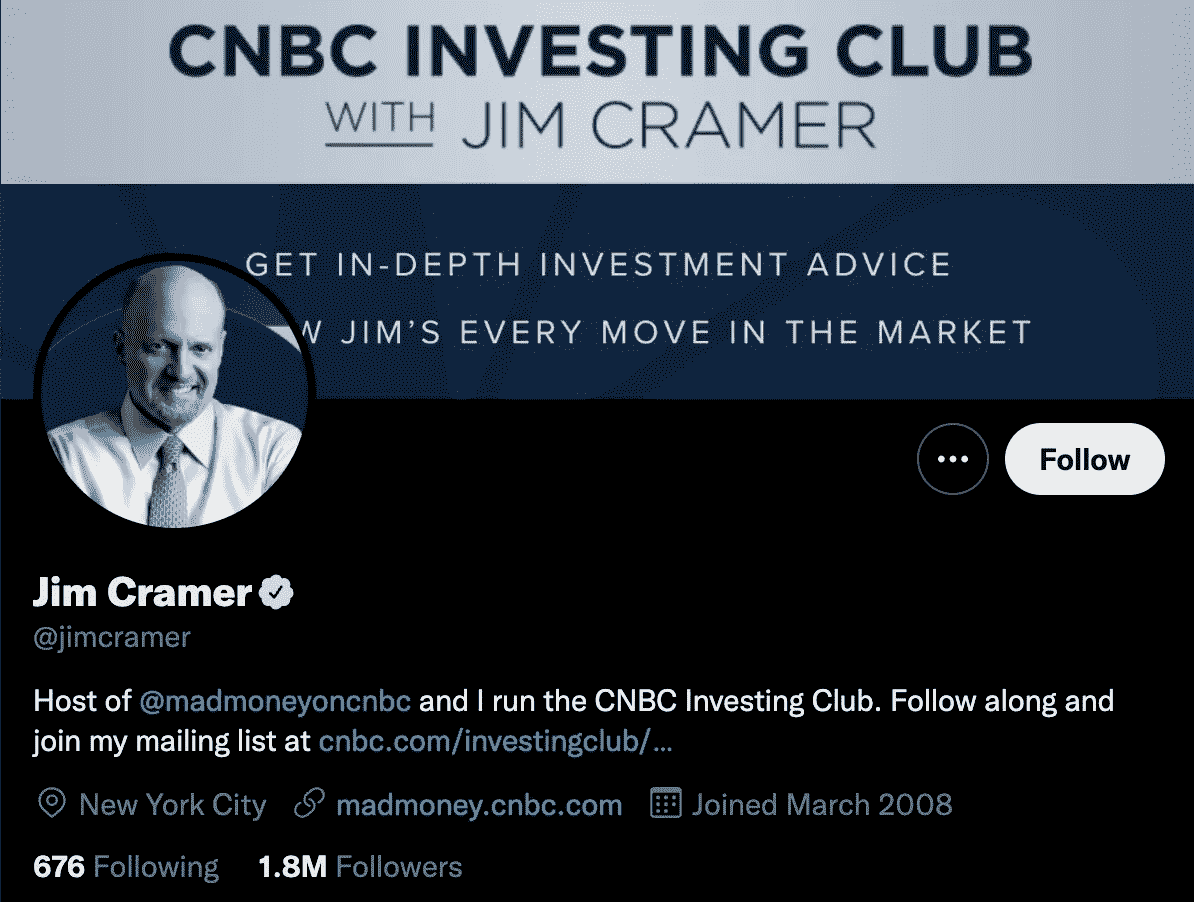 CNBC INVESTING CLUB
WITH JIM CRAMER
GET IN-DEPTH INVESTMENT ADVICE
JIM'S EVERY MOVE IN THE MARKET
Follow
Jim Cramer
@jimcramer
Host of @madmoneyoncnbc and I run the CNBC Investing Club. Follow along and
join my mailing list at cnbc.com/investingclub/...
New York City madmoney.cnbc.com Joined March 2008
676 Following 1.8M Followers